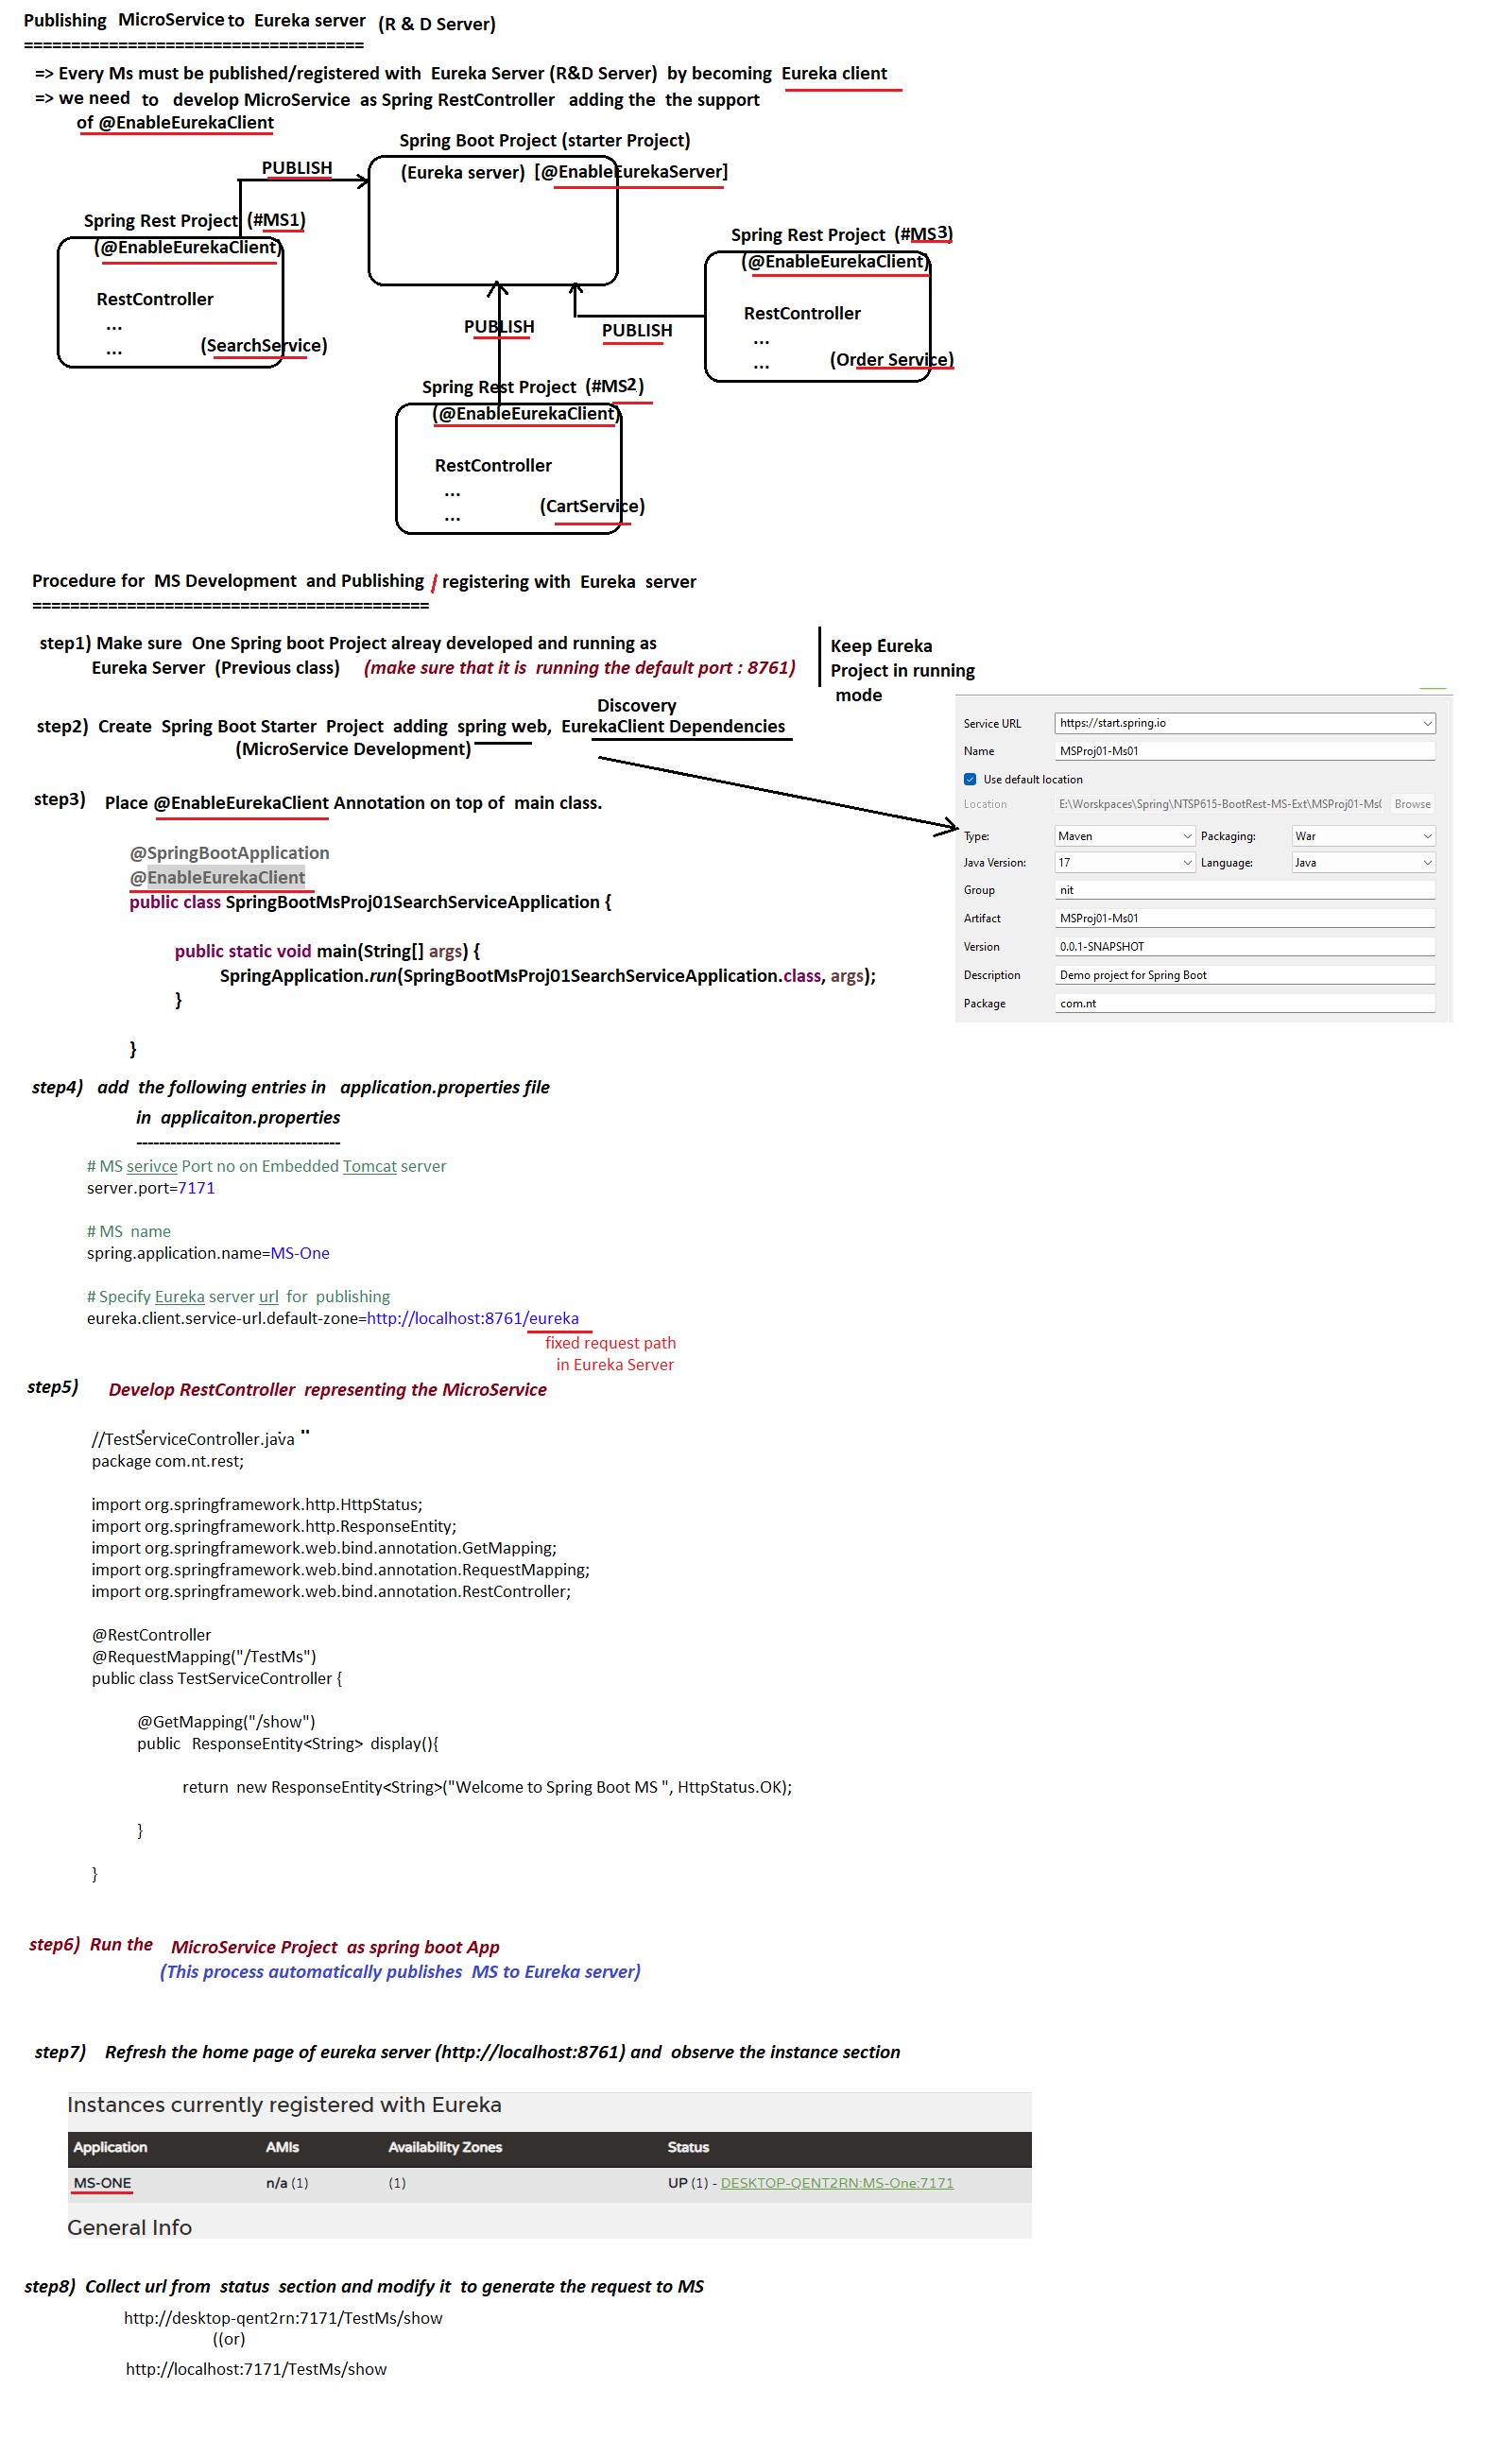 Publishing MicroService to Eureka server (R & D Server)
====================================
=> Every Ms must be published/registered with Eureka Server (R&D Server) by becoming Eureka client
=> we need to develop MicroService as Spring RestController adding the the support
of @EnableEurekaClient
Spring Boot Project (starter Project)
(Eureka server) [@EnableEurekaServer]
PUBLISH
Spring Rest Project (#MS1)
(@EnableEurekaClient)
RestController
...
...
(SearchService)
Spring Rest Project (#MS3)
(@EnableEurekaClient)
RestController
...
...
(Order Service)
PUBLISH
PUBLISH
Spring Rest Project (#MS2)
(@EnableEurekaClient)
RestController
...
...
(CartService)
Procedure for MS Development and Publishing / registering with Eureka server
==========================================
step1) Make sure One Spring boot Project alreay developed and running as
Eureka Server (Previous class) (make sure that it is running the default port : 8761)
Keep Eureka
Project in running
mode
Discovery
step2) Create Spring Boot Starter Project adding spring web, EurekaClient Dependencies
(MicroService Development)
Service URL https://start.spring.io
Name MSProj01-Ms01
Use default location
Location E:\Worskpaces\Spring\NTSP615-BootRest-MS-Ext\MSProj01-Ms( Browse
Type: Maven Packaging: War
Java Version: 17 Language: Java
Group nit
Artifact MSProj01-Ms01
Version 0.0.1-SNAPSHOT
Description Demo project for Spring Boot
Package com.nt
step3) Place @EnableEurekaClient Annotation on top of main class.
@SpringBootApplication
@EnableEurekaClient
public class SpringBootMsProj01SearchServiceApplication {
public static void main(String[] args) {
SpringApplication.run(SpringBootMsProj01SearchServiceApplication.class, args);
}
}
step4) add the following entries in application.properties file
in applicaiton.properties
------------------------------------
# MS serivce Port no on Embedded Tomcat server
server.port=7171
# MS name
spring.application.name=MS-One
# Specify Eureka server url for publishing
eureka.client.service-url.default-zone=http://localhost:8761/eureka
fixed request path
in Eureka Server
step5) Develop RestController representing the MicroService
//TestServiceController.java
package com.nt.rest;
import org.springframework.http.HttpStatus;
import org.springframework.http.ResponseEntity;
import org.springframework.web.bind.annotation.GetMapping;
import org.springframework.web.bind.annotation.RequestMapping;
import org.springframework.web.bind.annotation.RestController;
@RestController
@RequestMapping("/TestMs")
public class TestServiceController {
@GetMapping("/show")
public ResponseEntity<String> display(){
return new ResponseEntity<String>("Welcome to Spring Boot MS ", HttpStatus.OK);
}
}
step6) Run the MicroService Project as spring boot App
(This process automatically publishes MS to Eureka server)
step7) Refresh the home page of eureka server (http://localhost:8761) and observe the instance section
Instances currently registered with Eureka
Application AMIs Availability Zones Status
MS-ONE n/a (1) (1) UP (1) - DESKTOP-QENT2RN:MS-One:7171
General Info
step8) Collect url from status section and modify it to generate the request to MS
http://desktop-qent2rn:7171/TestMs/show
((or)
http://localhost:7171/TestMs/show